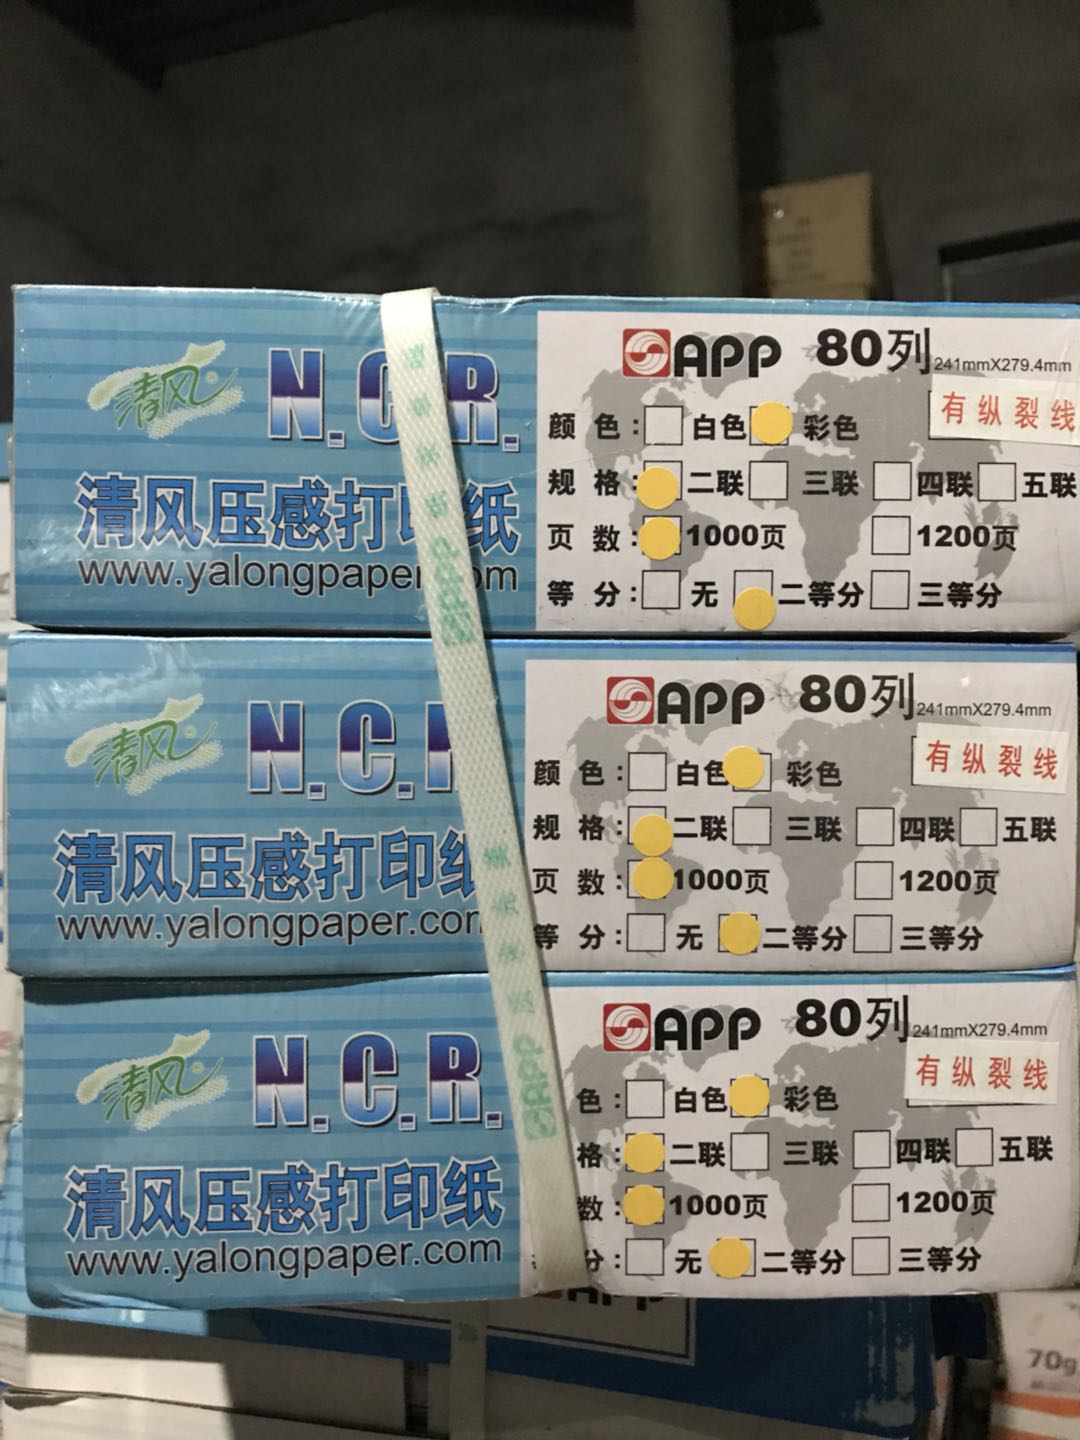 清风
N.C.R.
清风压感打印纸
www.yalongpaper.com
APP 80列 241mmX279.4mm
有纵裂线
颜 色: 白色 彩色
规 格: 二联 三联 四联 五联
页 数: 1000页 1200页
等 分: 无 二等分 三等分
清风
N.C.
清风压感打印纸
www.yalongpaper.com
APP 80列 241mmX279.4mm
有纵裂线
颜 色: 白色 彩色
规 格: 二联 三联 四联 五联
页 数: 1000页 1200页
等 分: 无 二等分 三等分
清风
N.C.R.
清风压感打印纸
www.yalongpaper.com
APP 80列 241mmX279.4mm
有纵裂线
色: 白色 彩色
格: 二联 三联 四联 五联
数: 1000页 1200页
分: 无 二等分 三等分
APP
APP
APP
70g